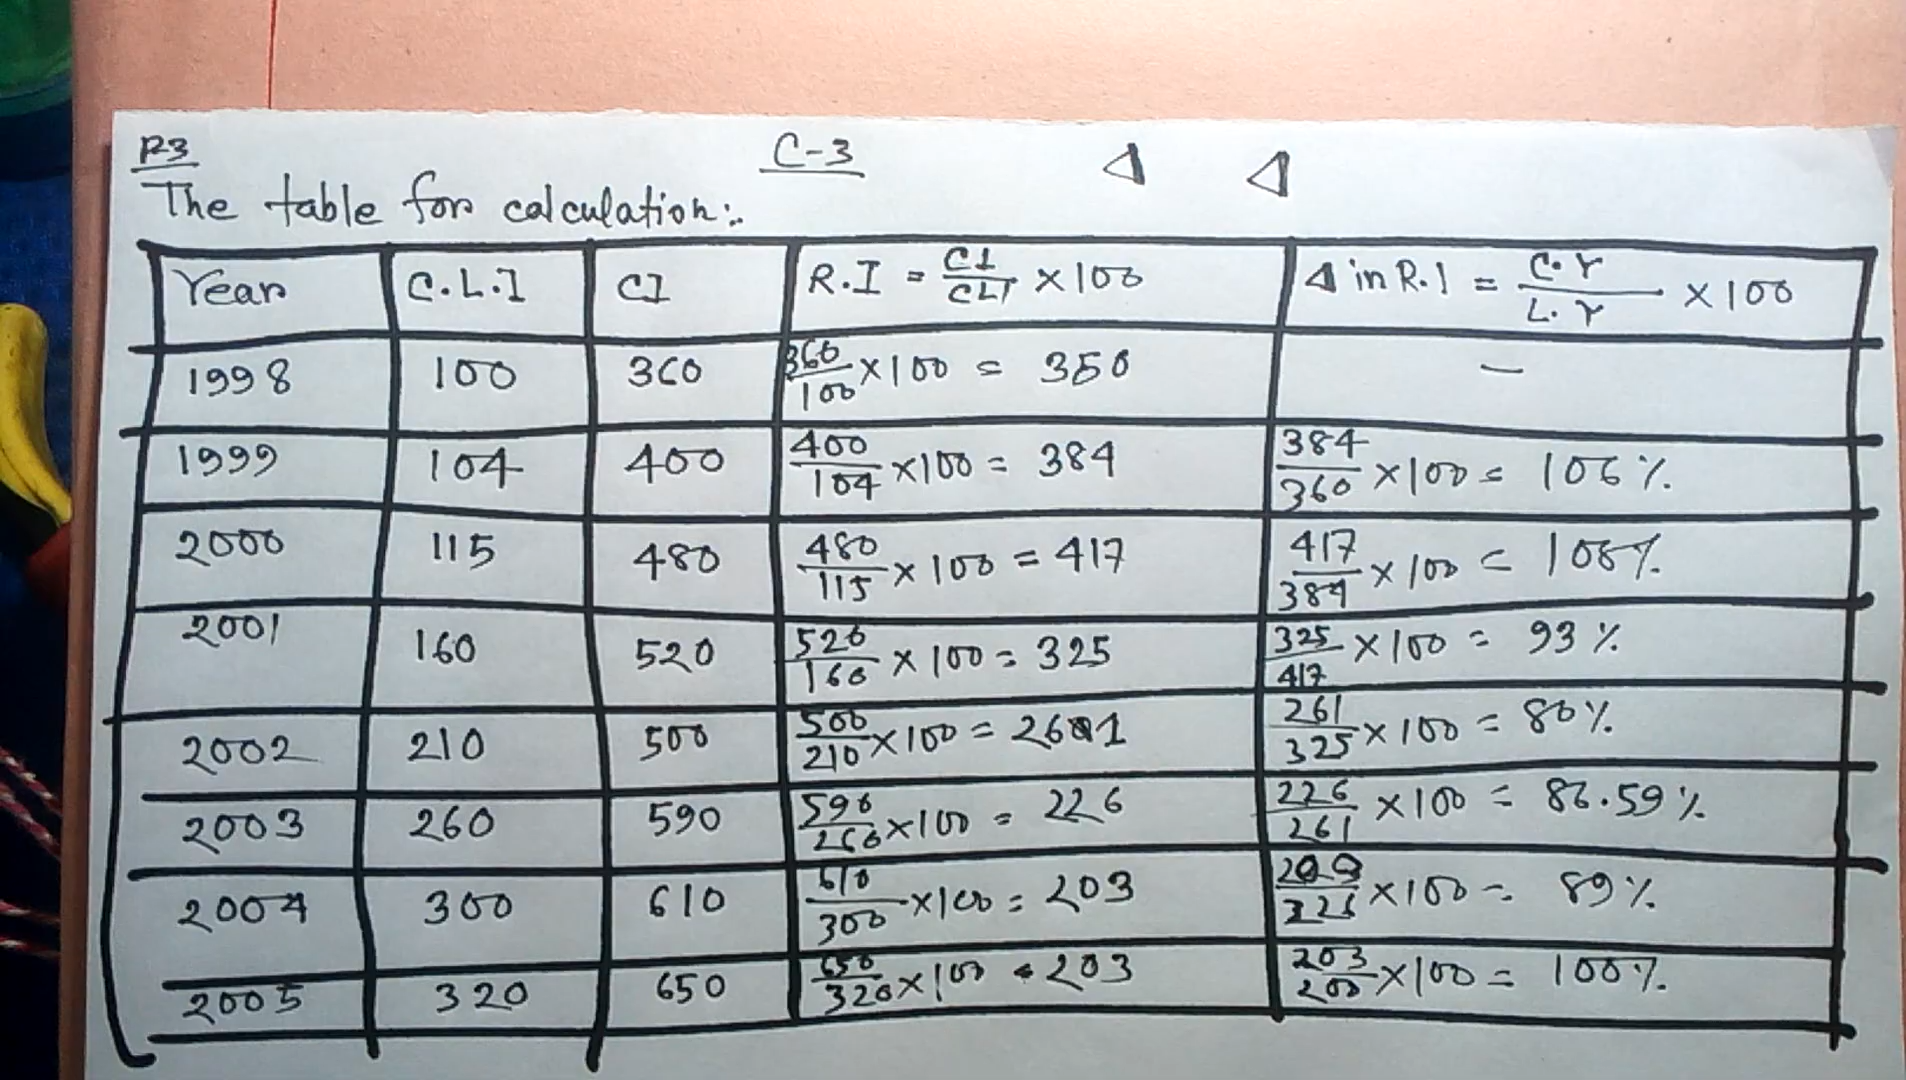 P3
C-3
Δ Δ
The table for calculation:.
Year C.L.I CI R.I = CI/CLI × 100 Δ in R.I = C.Y/L.Y × 100
1998 100 360 360/100 × 100 = 360 —
1999 104 400 400/104 × 100 = 384 384/360 × 100 = 106%
2000 115 480 480/115 × 100 = 417 417/384 × 100 = 108%
2001 160 520 520/160 × 100 = 325 325/417 × 100 = 93%
2002 210 500 500/210 × 100 = 261 261/325 × 100 = 80%
2003 260 590 590/260 × 100 = 226 226/261 × 100 = 86.59%
2004 300 610 610/300 × 100 = 203 203/226 × 100 = 89%
2005 320 650 650/320 × 100 = 203 203/203 × 100 = 100%